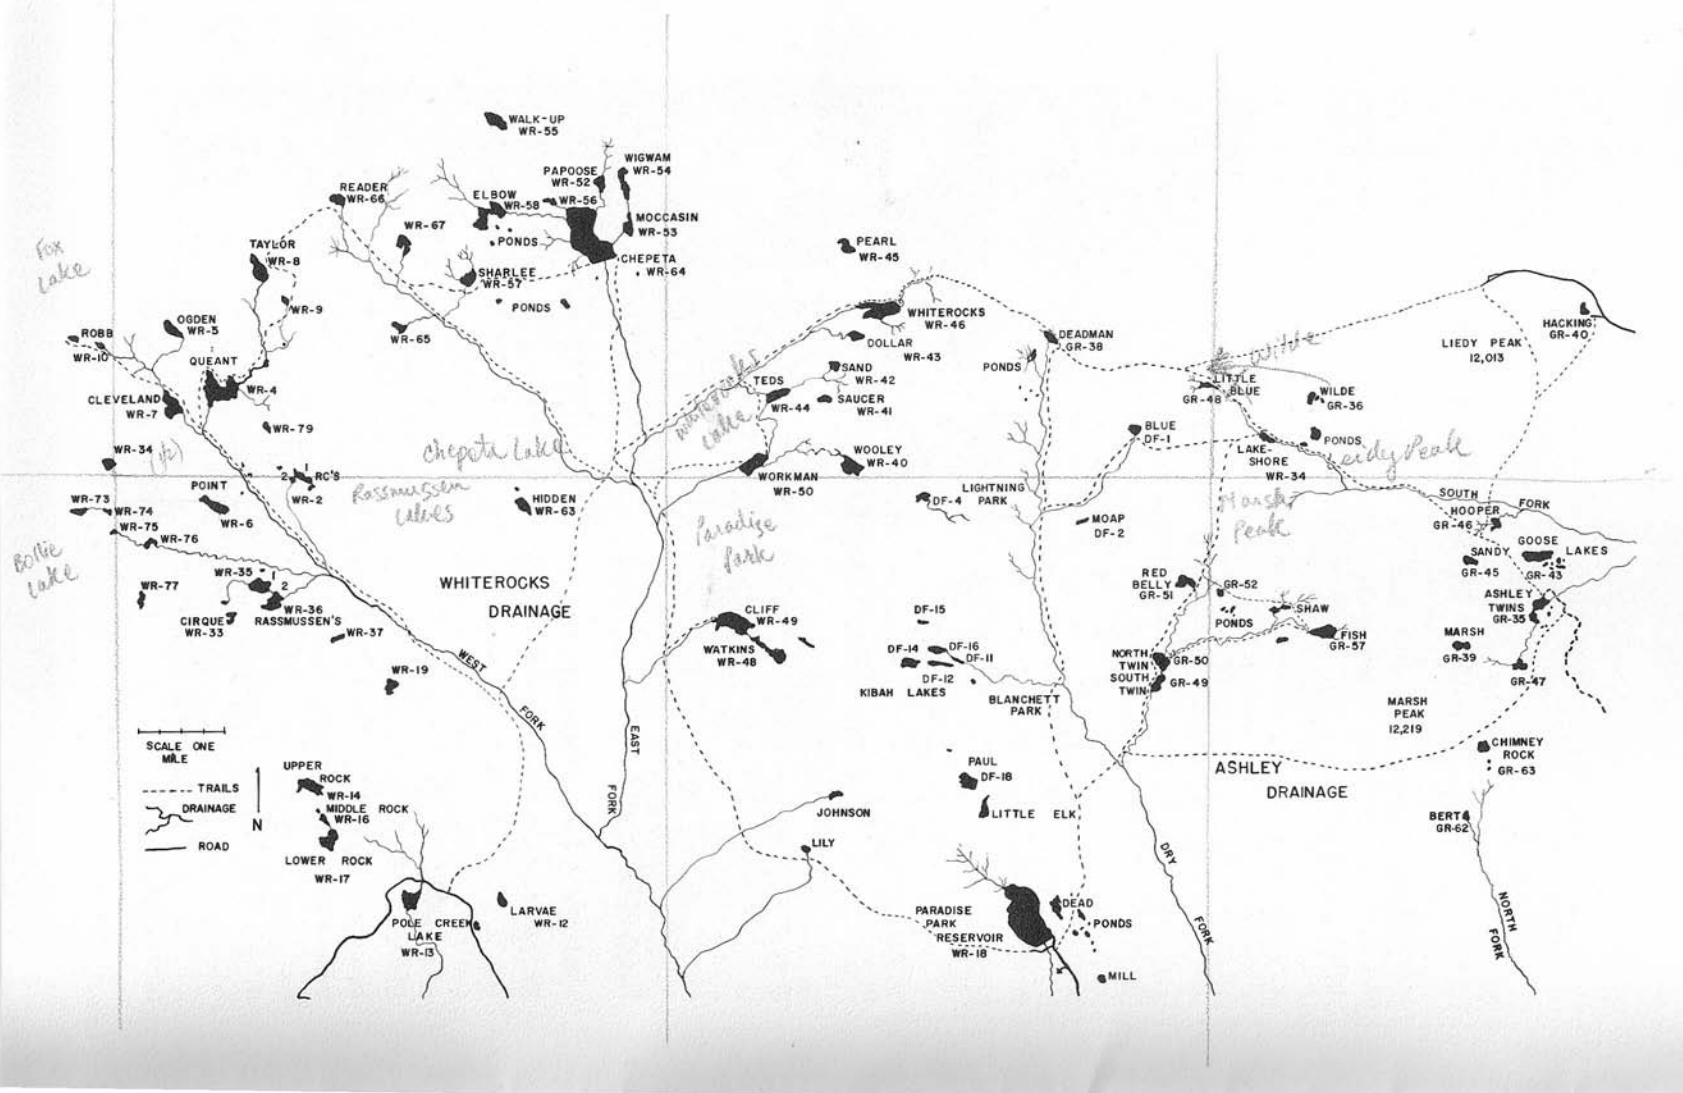 WALK-UP
WR-55
WIGWAM
WR-54
PAPOOSE
WR-52
READER
WR-66
ELBOW
WR-58
WR-56
MOCCASIN
WR-53
WR-67
PONDS
CHEPETA
WR-64
TAYLOR
WR-8
SHARLEE
WR-57
PONDS
WR-9
WR-65
Fox
Lake
ROBB
WR-10
OGDEN
WR-5
QUEANT
WR-4
CLEVELAND
WR-7
WR-79
WR-34
PEARL
WR-45
WHITEROCKS
WR-46
DOLLAR
WR-43
DEADMAN
GR-38
PONDS
SAND
WR-42
TEDS
WR-44
SAUCER
WR-41
Whiterocks
Lake
WOOLEY
WR-40
WORKMAN
WR-50
BLUE
DF-1
Wilde
LITTLE
BLUE
GR-48
WILDE
GR-36
PONDS
LAKE-
SHORE
WR-34
Leidy Peak
LIEDY PEAK
12,013
HACKING
GR-40
Chepeta Lake
Rassmussen
Lakes
1
2
RC'S
WR-2
POINT
WR-6
WR-73
WR-74
WR-75
WR-76
Bollie
Lake
WR-77
WR-35
1
2
WR-36
RASSMUSSEN'S
CIRQUE
WR-33
WR-37
WR-19
HIDDEN
WR-63
WHITEROCKS
DRAINAGE
WEST
FORK
EAST
FORK
Paradize
Park
DF-4
LIGHTNING
PARK
MOAP
DF-2
Marsh
Peak
SOUTH
FORK
HOOPER
GR-46
SANDY
GR-45
GOOSE
LAKES
GR-43
ASHLEY
TWINS
GR-35
MARSH
GR-39
GR-47
RED
BELLY
GR-51
GR-52
PONDS
SHAW
FISH
GR-57
NORTH
TWIN
GR-50
SOUTH
TWIN
GR-49
CLIFF
WR-49
WATKINS
WR-48
DF-15
DF-14
DF-16
DF-11
DF-12
KIBAH LAKES
BLANCHETT
PARK
MARSH
PEAK
12,219
CHIMNEY
ROCK
GR-63
ASHLEY
DRAINAGE
BERT
GR-62
NORTH
FORK
DRY
FORK
PAUL
DF-18
LITTLE ELK
JOHNSON
LILY
PARADISE
PARK
RESERVOIR
WR-18
DEAD
PONDS
MILL
SCALE ONE
MILE
TRAILS
DRAINAGE
ROAD
N
UPPER
ROCK
WR-14
MIDDLE ROCK
WR-16
LOWER ROCK
WR-17
POLE CREEK
LAKE
WR-13
LARVAE
WR-12